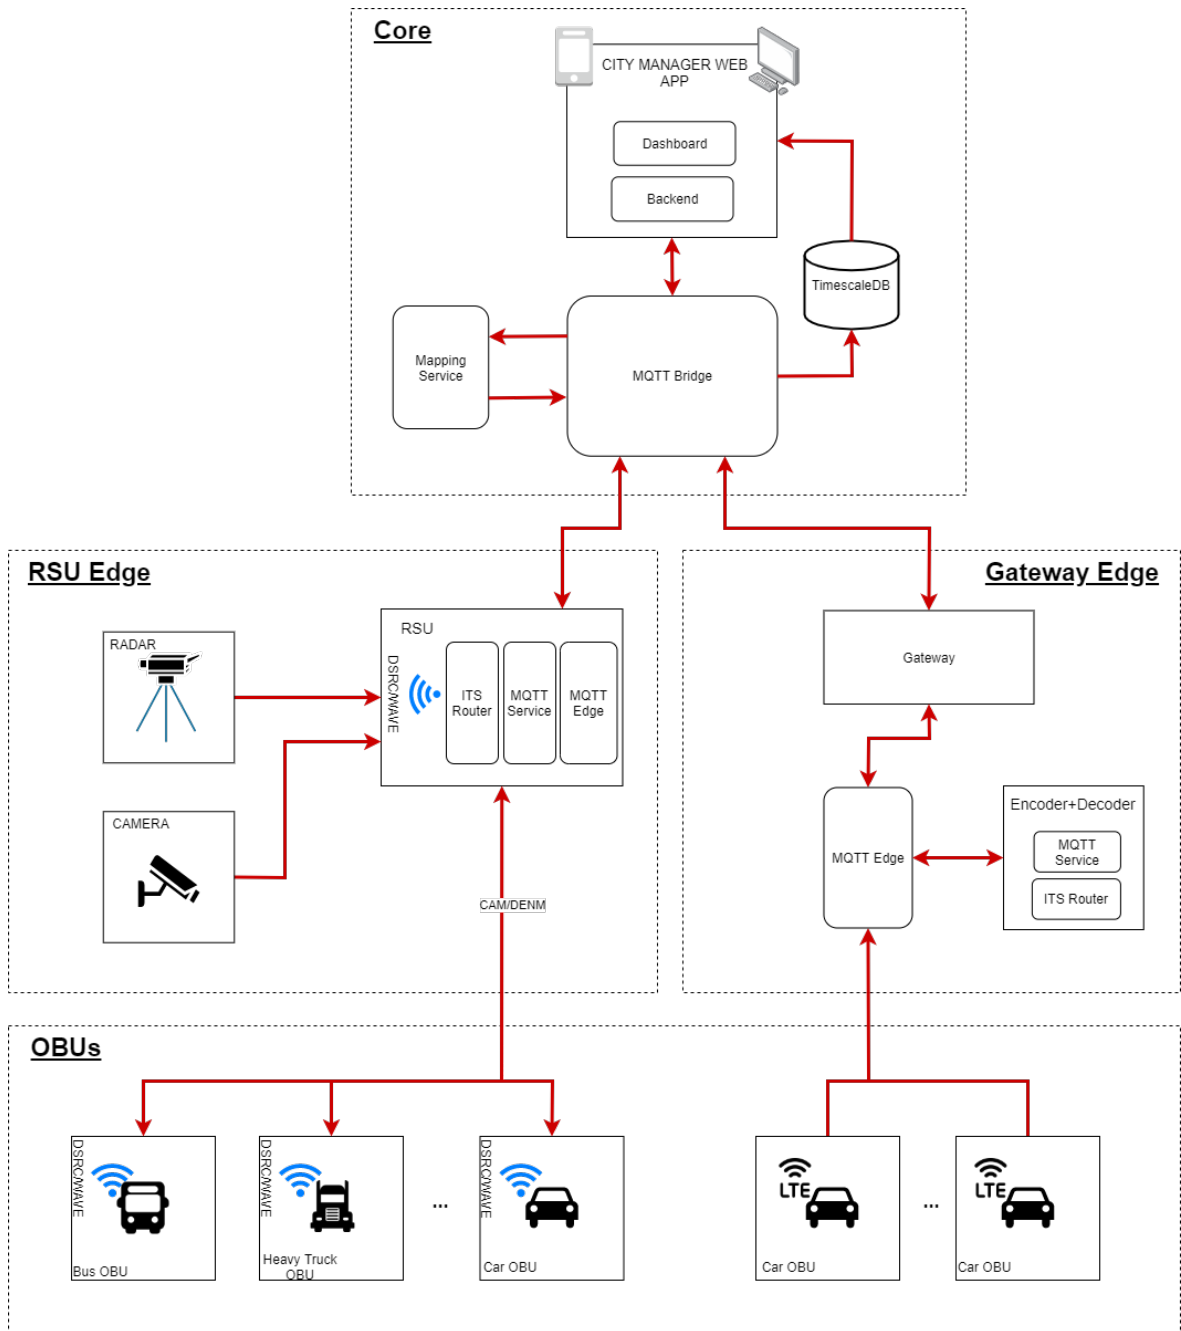 Core
CITY MANAGER WEB
APP
Dashboard
Backend
TimescaleDB
Mapping
Service
MQTT Bridge
RSU Edge
Gateway Edge
RADAR
RSU
DSRC/WAVE
ITS
Router
MQTT
Service
MQTT
Edge
Gateway
CAMERA
Encoder+Decoder
MQTT
Service
ITS Router
MQTT Edge
CAM/DENM
OBUs
DSRC/WAVE
Bus OBU
DSRC/WAVE
Heavy Truck
OBU
...
DSRC/WAVE
Car OBU
LTE
Car OBU
...
LTE
Car OBU